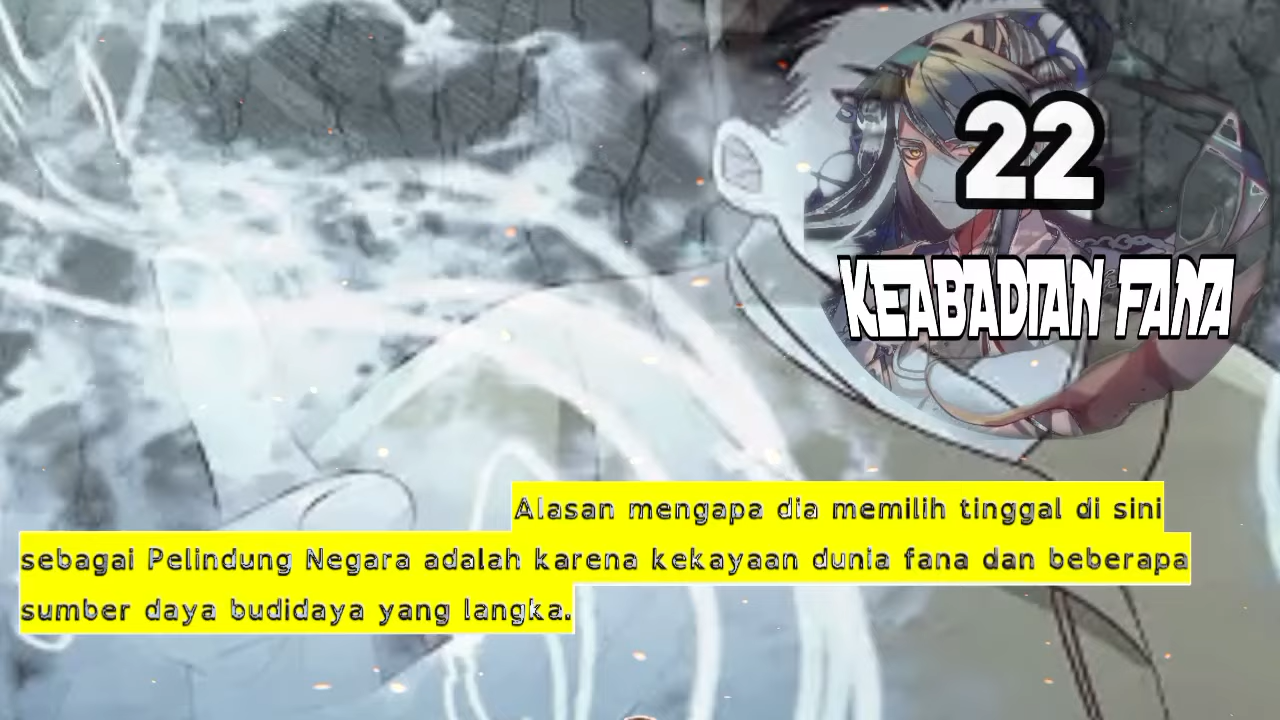 22
KEABADIAN FANA
Alasan mengapa dia memilih tinggal di sini
sebagai Pelindung Negara adalah karena kekayaan dunia fana dan beberapa
sumber daya budidaya yang langka.